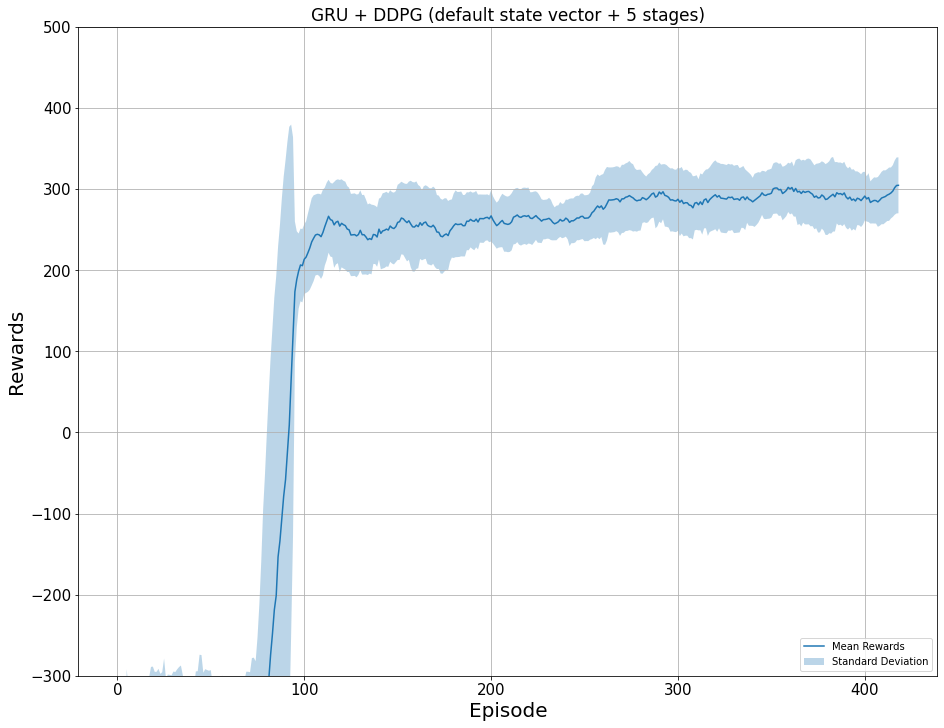 GRU + DDPG (default state vector + 5 stages)
500
400
300
200
100
0
−100
−200
−300
Rewards
0 100 200 300 400
Episode
Mean Rewards
Standard Deviation